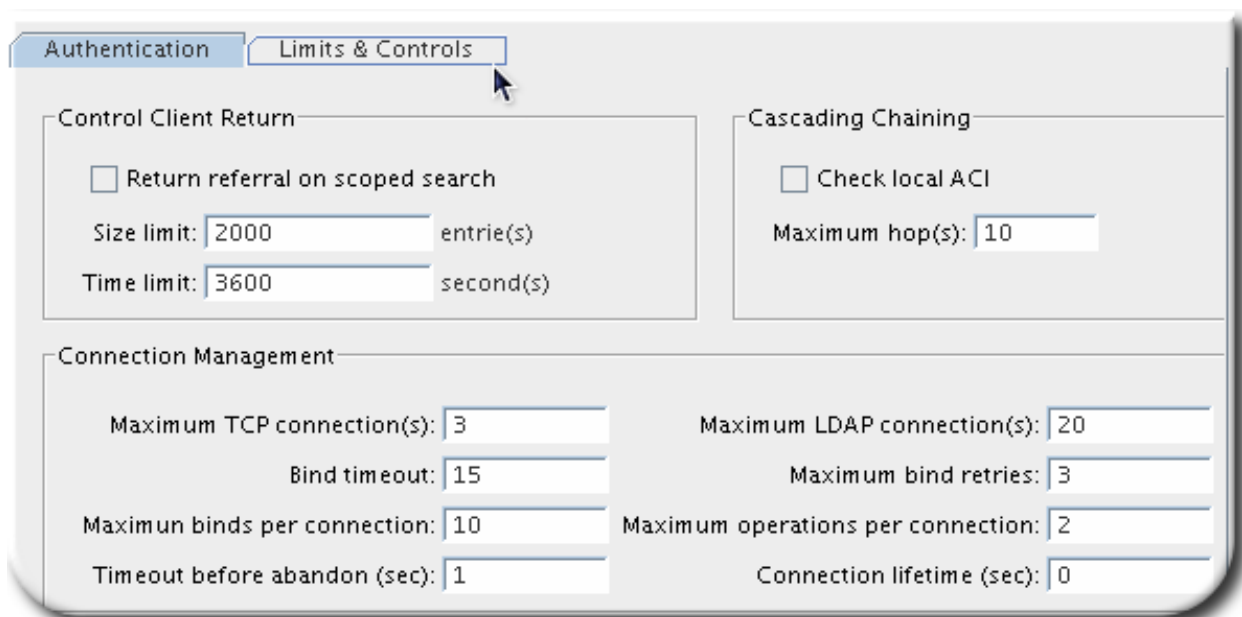 Authentication Limits & Controls
Control Client Return
Return referral on scoped search
Size limit: 2000 entrie(s)
Time limit: 3600 second(s)
Cascading Chaining
Check local ACI
Maximum hop(s): 10
Connection Management
Maximum TCP connection(s): 3 Maximum LDAP connection(s): 20
Bind timeout: 15 Maximum bind retries: 3
Maximun binds per connection: 10 Maximum operations per connection: 2
Timeout before abandon (sec): 1 Connection lifetime (sec): 0